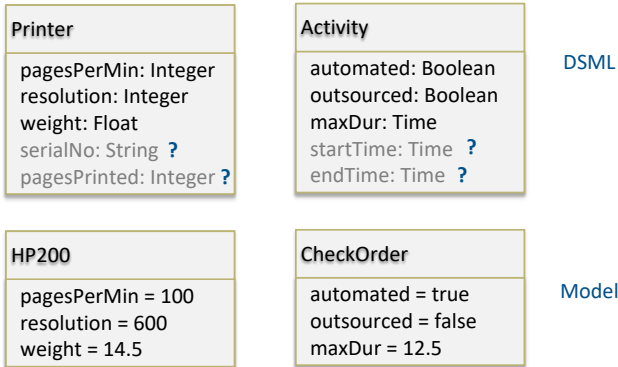 Printer
pagesPerMin: Integer
resolution: Integer
weight: Float
serialNo: String ?
pagesPrinted: Integer ?
Activity
automated: Boolean
outsourced: Boolean
maxDur: Time
startTime: Time ?
endTime: Time ?
DSML
HP200
pagesPerMin = 100
resolution = 600
weight = 14.5
CheckOrder
automated = true
outsourced = false
maxDur = 12.5
Model